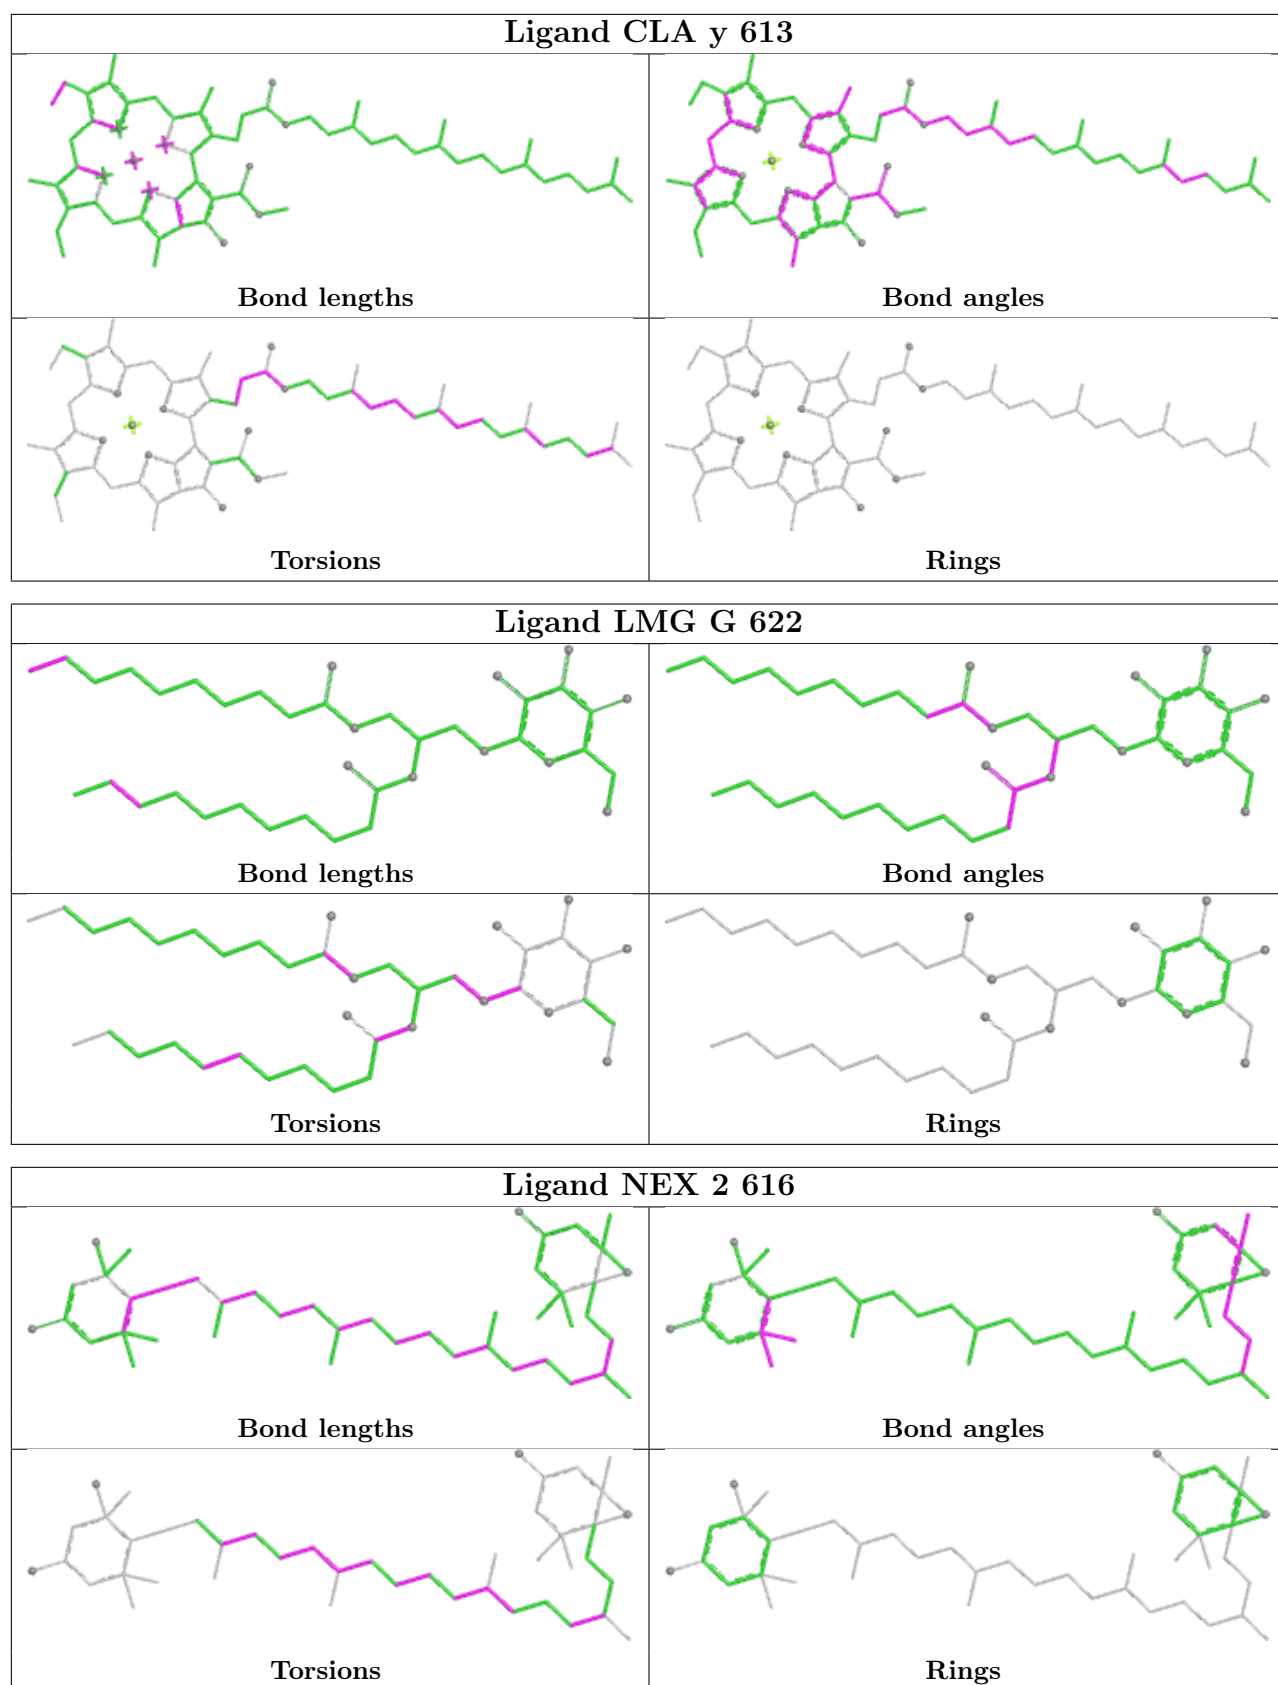 Ligand CLA y 613
Bond lengths
Bond angles
Torsions
Rings
Ligand LMG G 622
Bond lengths
Bond angles
Torsions
Rings
Ligand NEX 2 616
Bond lengths
Bond angles
Torsions
Rings